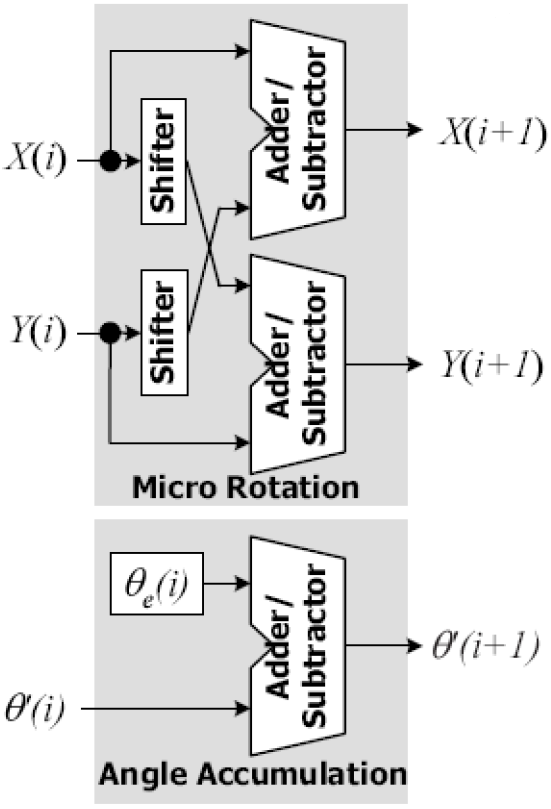 X(i)
Shifter
Adder/
Subtractor
X(i+1)
Y(i)
Shifter
Adder/
Subtractor
Y(i+1)
Micro Rotation
θe(i)
Adder/
Subtractor
θ'(i+1)
θ'(i)
Angle Accumulation